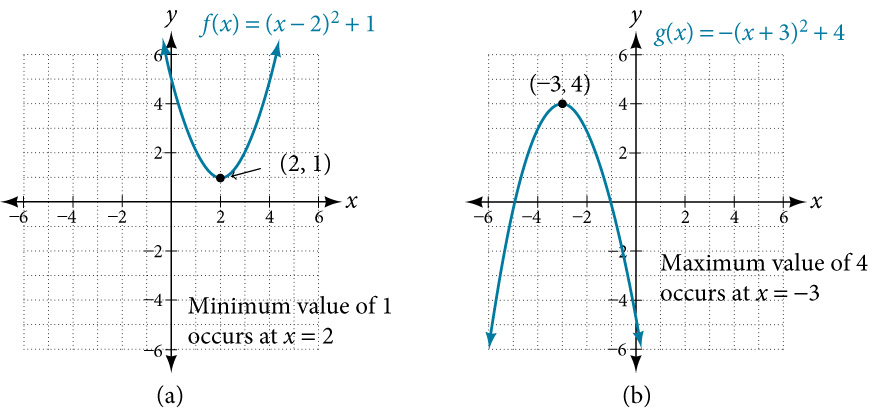 y
f(x) = (x − 2)² + 1
6
4
2
(2, 1)
−6 −4 −2 2 4 6 x
−2
−4
−6
Minimum value of 1
occurs at x = 2
(a)
y
g(x) = −(x + 3)² + 4
6
(−3, 4)
4
2
−6 −4 −2 2 4 6 x
−2
−4
−6
Maximum value of 4
occurs at x = −3
(b)